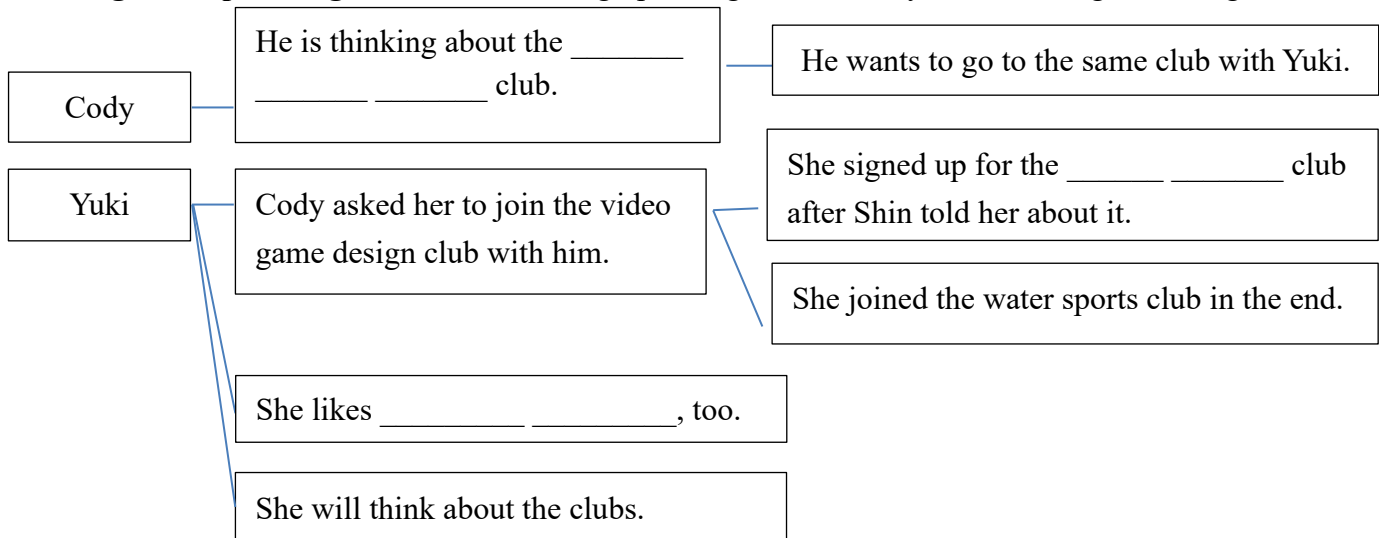 He is thinking about the _______
_______ _______ club.
He wants to go to the same club with Yuki.
Cody
She signed up for the ______ _______ club
after Shin told her about it.
Yuki
Cody asked her to join the video
game design club with him.
She joined the water sports club in the end.
She likes _________ _________, too.
She will think about the clubs.